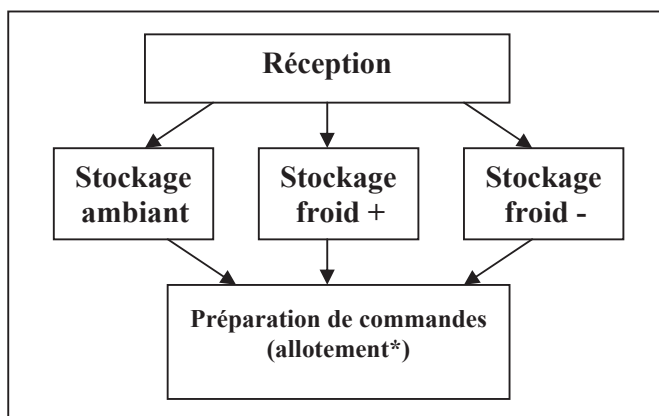 Réception
Stockage
ambiant
Stockage
froid +
Stockage
froid -
Préparation de commandes
(allotement*)